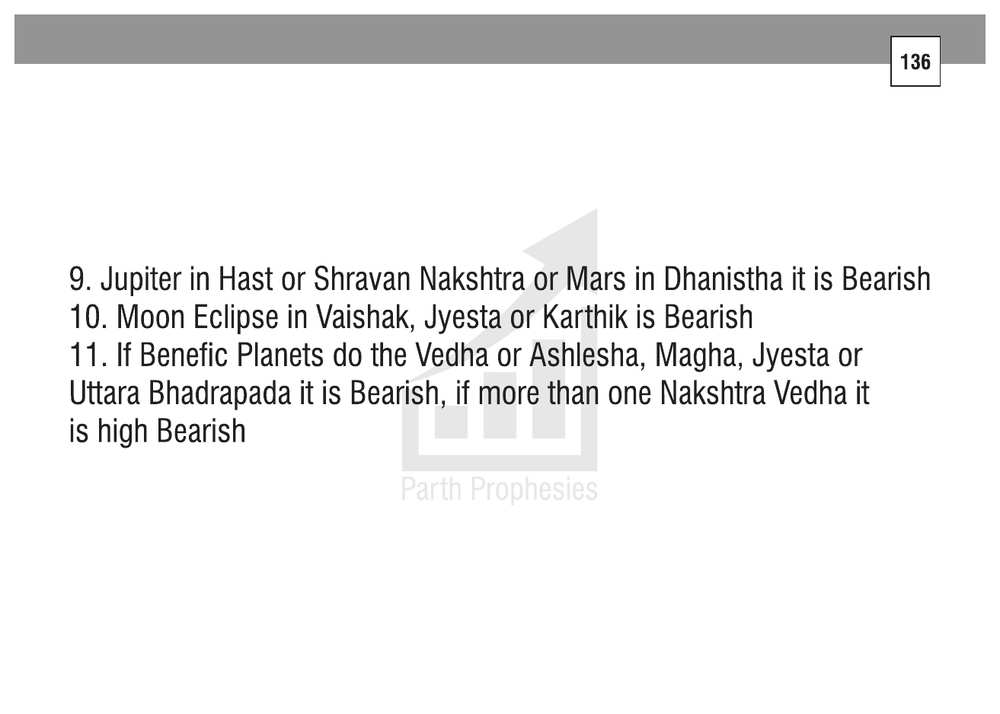 136
9. Jupiter in Hast or Shravan Nakshtra or Mars in Dhanistha it is Bearish
10. Moon Eclipse in Vaishak, Jyesta or Karthik is Bearish
11. If Benefic Planets do the Vedha or Ashlesha, Magha, Jyesta or
Uttara Bhadrapada it is Bearish, if more than one Nakshtra Vedha it
is high Bearish
Parth Prophesies